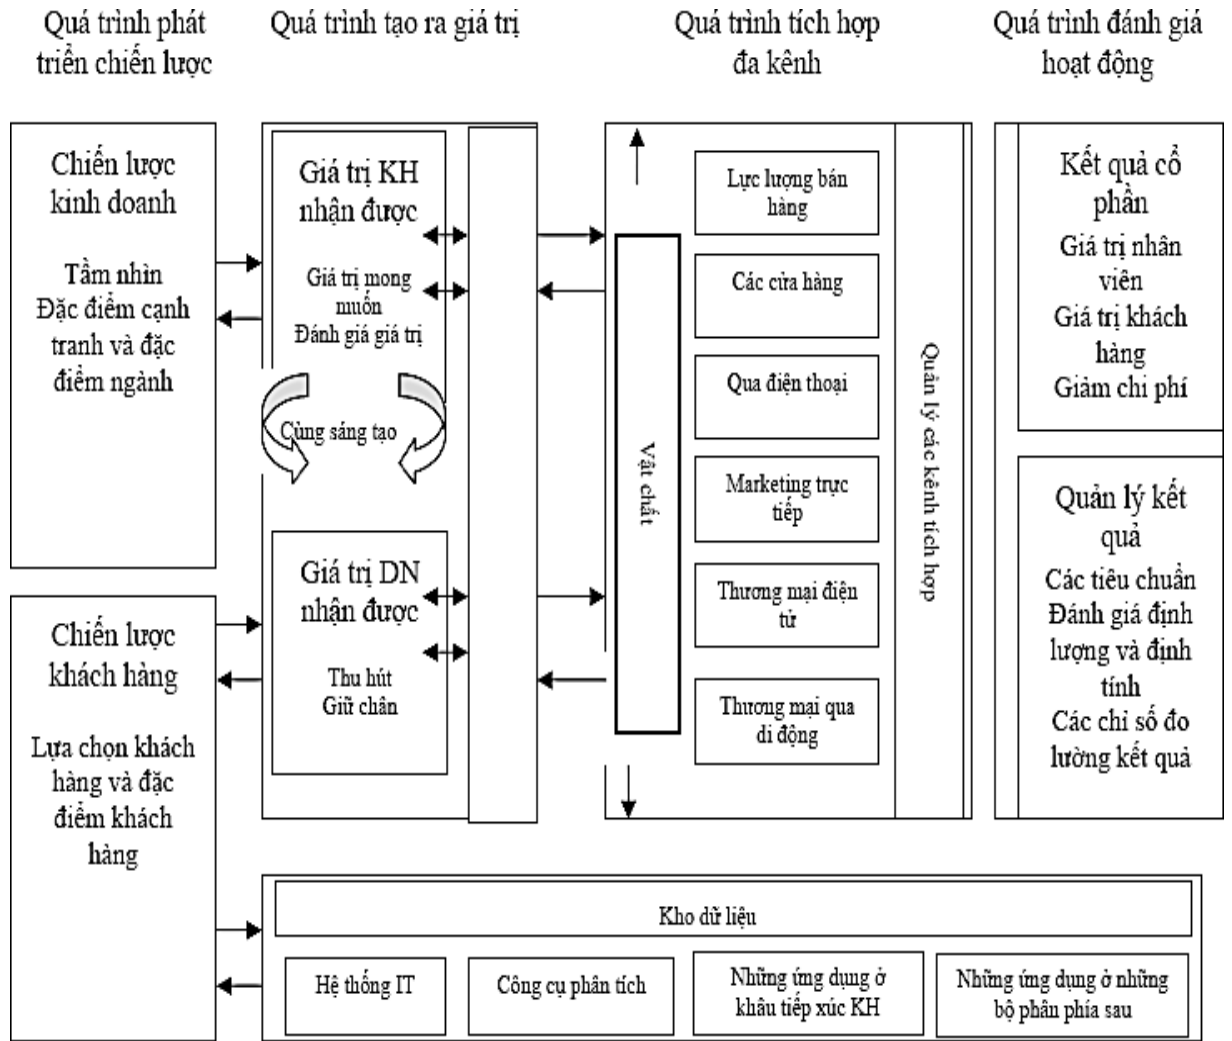 Quá trình phát
triển chiến lược
Quá trình tạo ra giá trị
Quá trình tích hợp
đa kênh
Quá trình đánh giá
hoạt động
Chiến lược
kinh doanh
Tầm nhìn
Đặc điểm cạnh
tranh và đặc
điểm ngành
Chiến lược
khách hàng
Lựa chọn khách
hàng và đặc
điểm khách
hàng
Giá trị KH
nhận được
Giá trị mong
muốn
Đánh giá giá trị
Cùng sáng tạo
Giá trị DN
nhận được
Thu hút
Giữ chân
Vật chất
Lực lượng bán
hàng
Các cửa hàng
Qua điện thoại
Marketing trực
tiếp
Thương mại điện
tử
Thương mại qua
di động
Quản lý các kênh tích hợp
Kết quả cổ
phần
Giá trị nhân
viên
Giá trị khách
hàng
Giảm chi phí
Quản lý kết
quả
Các tiêu chuẩn
Đánh giá định
lượng và định
tính
Các chỉ số đo
lường kết quả
Kho dữ liệu
Hệ thống IT
Công cụ phân tích
Những ứng dụng ở
khâu tiếp xúc KH
Những ứng dụng ở những
bộ phân phía sau